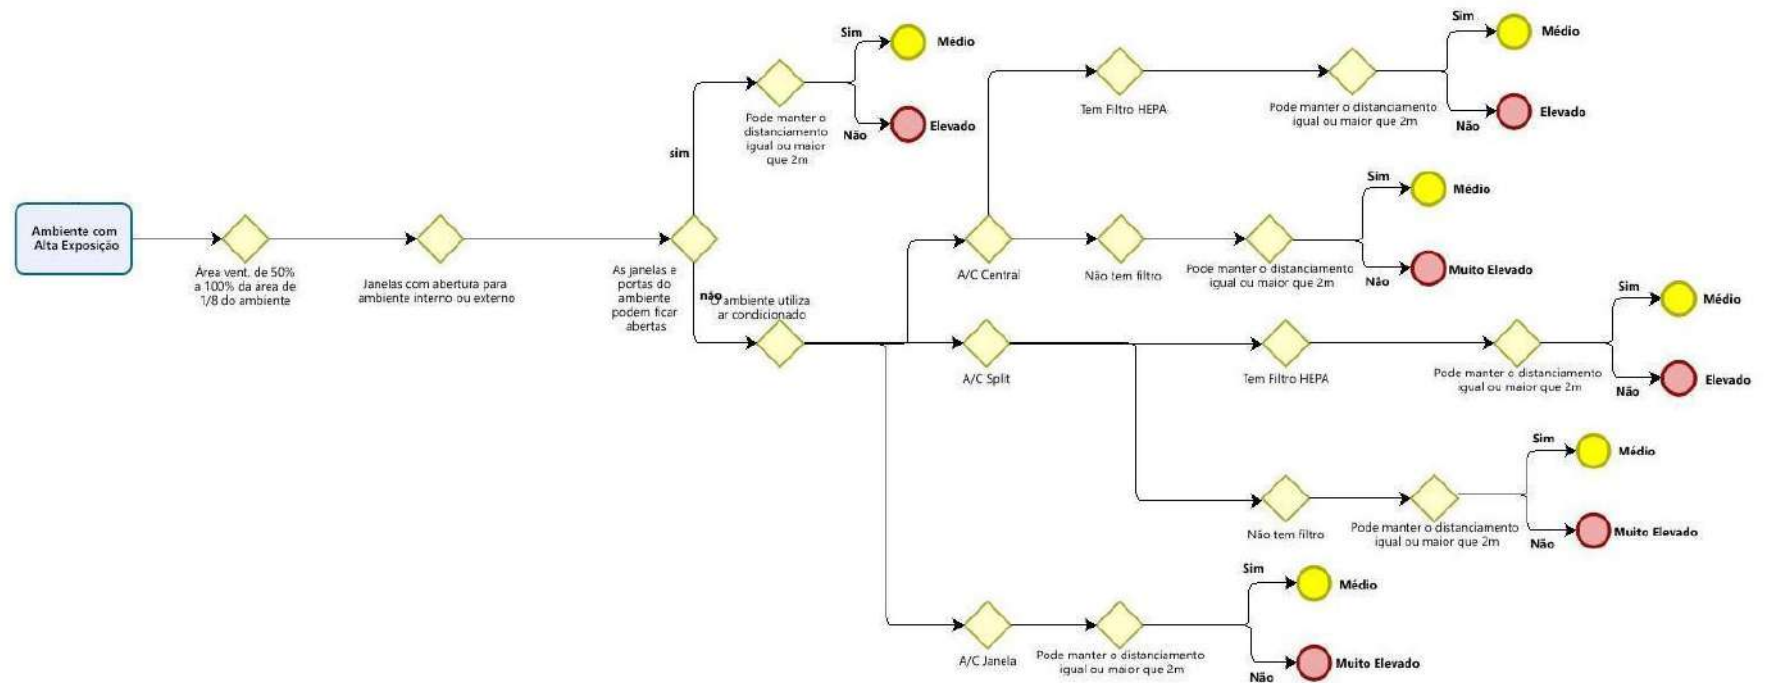 Ambiente com
Alta Exposição
Área vent. de 50%
a 100% da área de
1/8 do ambiente
Janelas com abertura para
ambiente interno ou externo
As janelas e
portas do
ambiente
podem ficar
abertas
sim
Pode manter o
distanciamento
igual ou maior
que 2m
Sim
Médio
Não
Elevado
não
O ambiente utiliza
ar condicionado
A/C Central
Tem Filtro HEPA
Pode manter o distanciamento
igual ou maior que 2m
Sim
Médio
Não
Elevado
Não tem filtro
Pode manter o distanciamento
igual ou maior que 2m
Sim
Médio
Não
Muito Elevado
A/C Split
Tem Filtro HEPA
Pode manter o distanciamento
igual ou maior que 2m
Sim
Médio
Não
Elevado
Não tem filtro
Pode manter o distanciamento
igual ou maior que 2m
Sim
Médio
Não
Muito Elevado
A/C Janela
Pode manter o distanciamento
igual ou maior que 2m
Sim
Médio
Não
Muito Elevado